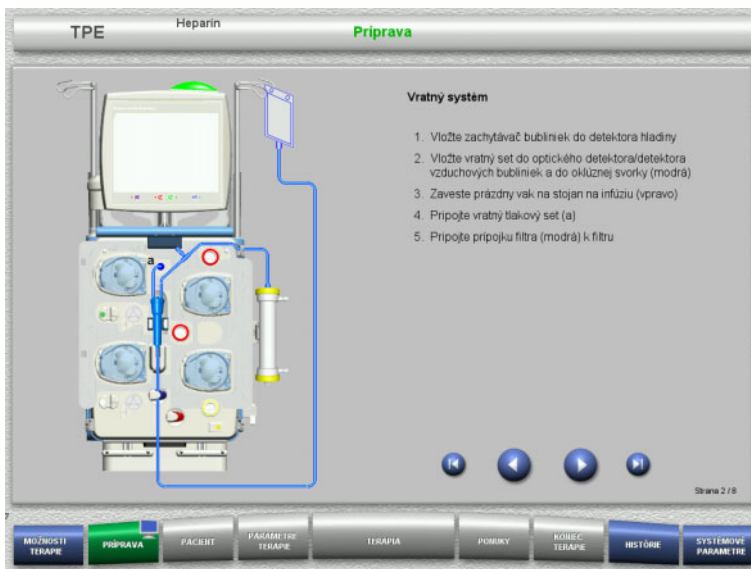 TPE
Heparín
Príprava
Vratný systém
1. Vložte zachytávač bubliniek do detektora hladiny
2. Vložte vratný set do optického detektora/detektora
vzduchových bubliniek a do oklúznej svorky (modrá)
3. Zaveste prázdny vak na stojan na infúziu (vpravo)
4. Pripojte vratný tlakový set (a)
5. Pripojte prípojku filtra (modrá) k filtru
a
Strana 2 / 8
MOŽNOSTI
TERAPIE
PRÍPRAVA
PACIENT
PARAMETRE
TERAPIE
TERAPIA
PONUKY
KONIEC
TERAPIE
HISTÓRIE
SYSTÉMOVÉ
PARAMETRE